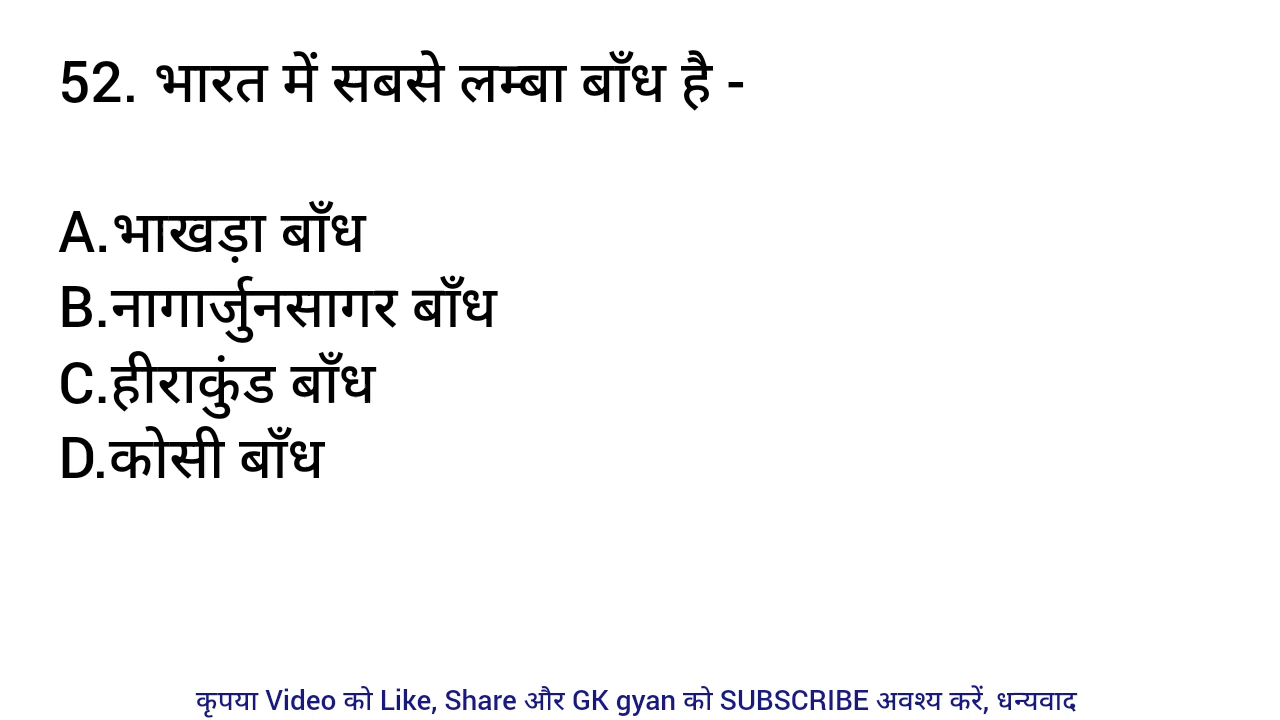 52. भारत में सबसे लम्बा बाँध है -
A.भाखड़ा बाँध
B.नागार्जुनसागर बाँध
C.हीराकुंड बाँध
D.कोसी बाँध
कृपया Video को Like, Share और GK gyan को SUBSCRIBE अवश्य करें, धन्यवाद